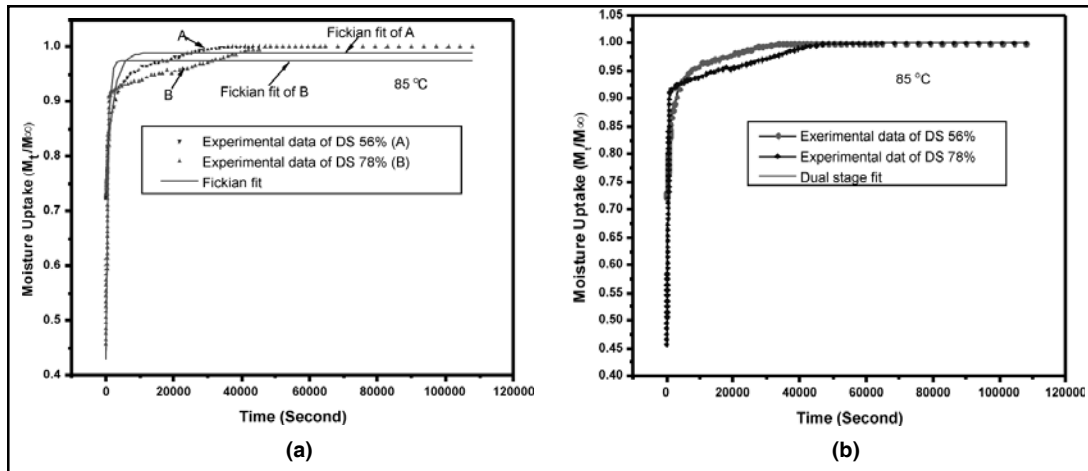 A
Fickian fit of A
Fickian fit of B
B
85 °C
Experimental data of DS 56% (A)
Experimental data of DS 78% (B)
Fickian fit
Moisture Uptake (Mt/M∞)
1.0
0.9
0.8
0.7
0.6
0.5
0.4
0 20000 40000 60000 80000 100000 120000
Time (Second)
(a)
85 °C
Exerimental data of DS 56%
Experimental dat of DS 78%
Dual stage fit
Moisture Uptake (Mt/M∞)
1.00
0.95
0.90
0.85
0.80
0.75
0.70
0.65
0.60
0.55
0.50
0.45
0.40
0 20000 40000 60000 80000 100000 120000
Time (Second)
(b)